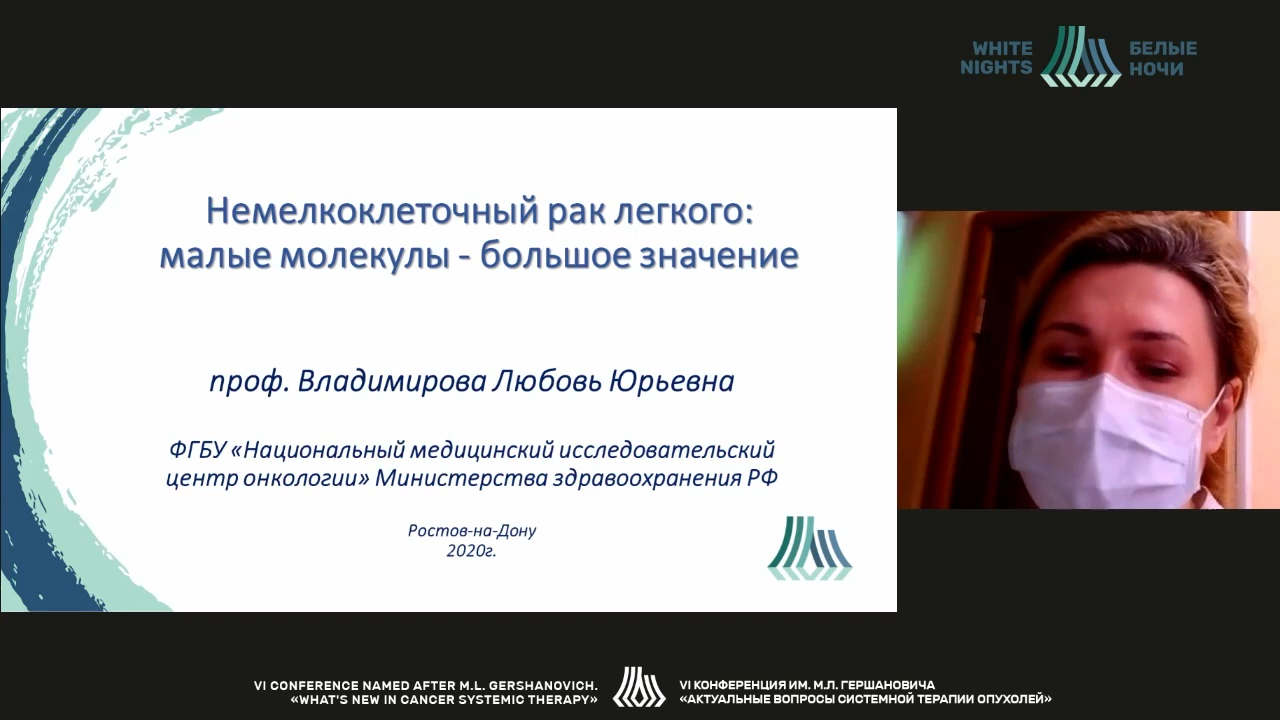 WHITE
NIGHTS
БЕЛЫЕ
НОЧИ
Немелкоклеточный рак легкого:
малые молекулы - большое значение
проф. Владимирова Любовь Юрьевна
ФГБУ «Национальный медицинский исследовательский
центр онкологии» Министерства здравоохранения РФ
Ростов-на-Дону
2020г.
VI CONFERENCE NAMED AFTER M.L. GERSHANOVICH.
«WHAT'S NEW IN CANCER SYSTEMIC THERAPY»
VI КОНФЕРЕНЦИЯ ИМ. М.Л. ГЕРШАНОВИЧА
«АКТУАЛЬНЫЕ ВОПРОСЫ СИСТЕМНОЙ ТЕРАПИИ ОПУХОЛЕЙ»